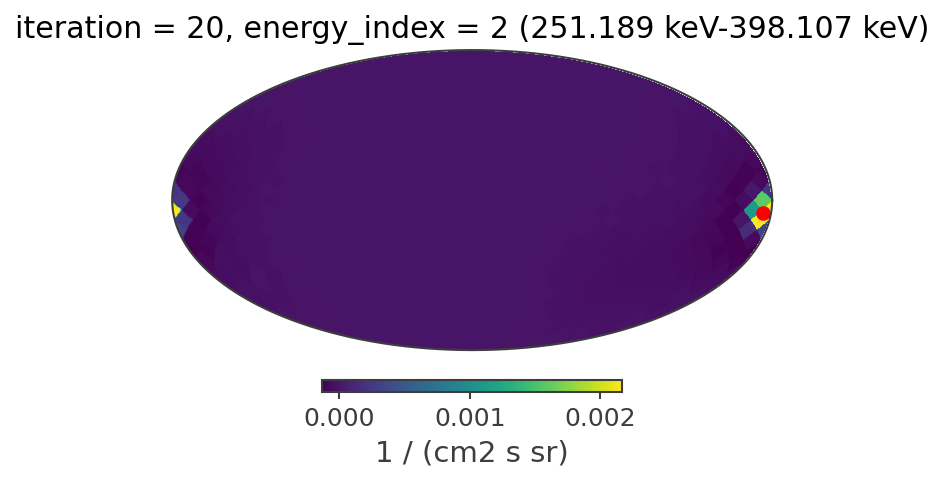 iteration = 20, energy_index = 2 (251.189 keV-398.107 keV)
0.000 0.001 0.002
1 / (cm2 s sr)